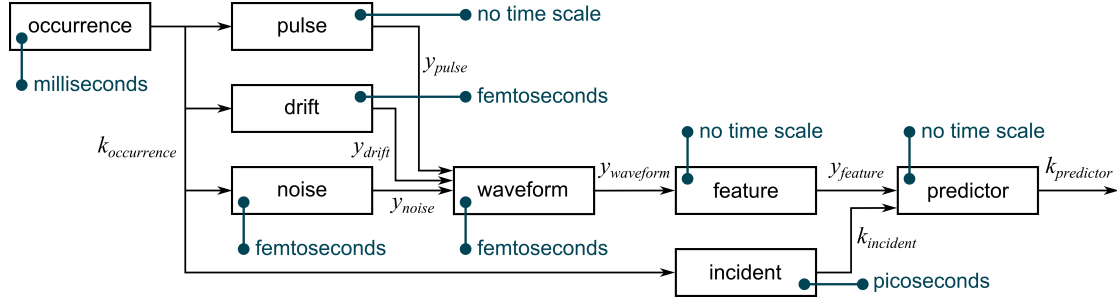 occurrence
pulse
no time scale
milliseconds
y_pulse
drift
femtoseconds
k_occurrence
y_drift
no time scale
no time scale
noise
y_noise
waveform
y_waveform
feature
y_feature
predictor
k_predictor
femtoseconds
femtoseconds
k_incident
incident
picoseconds